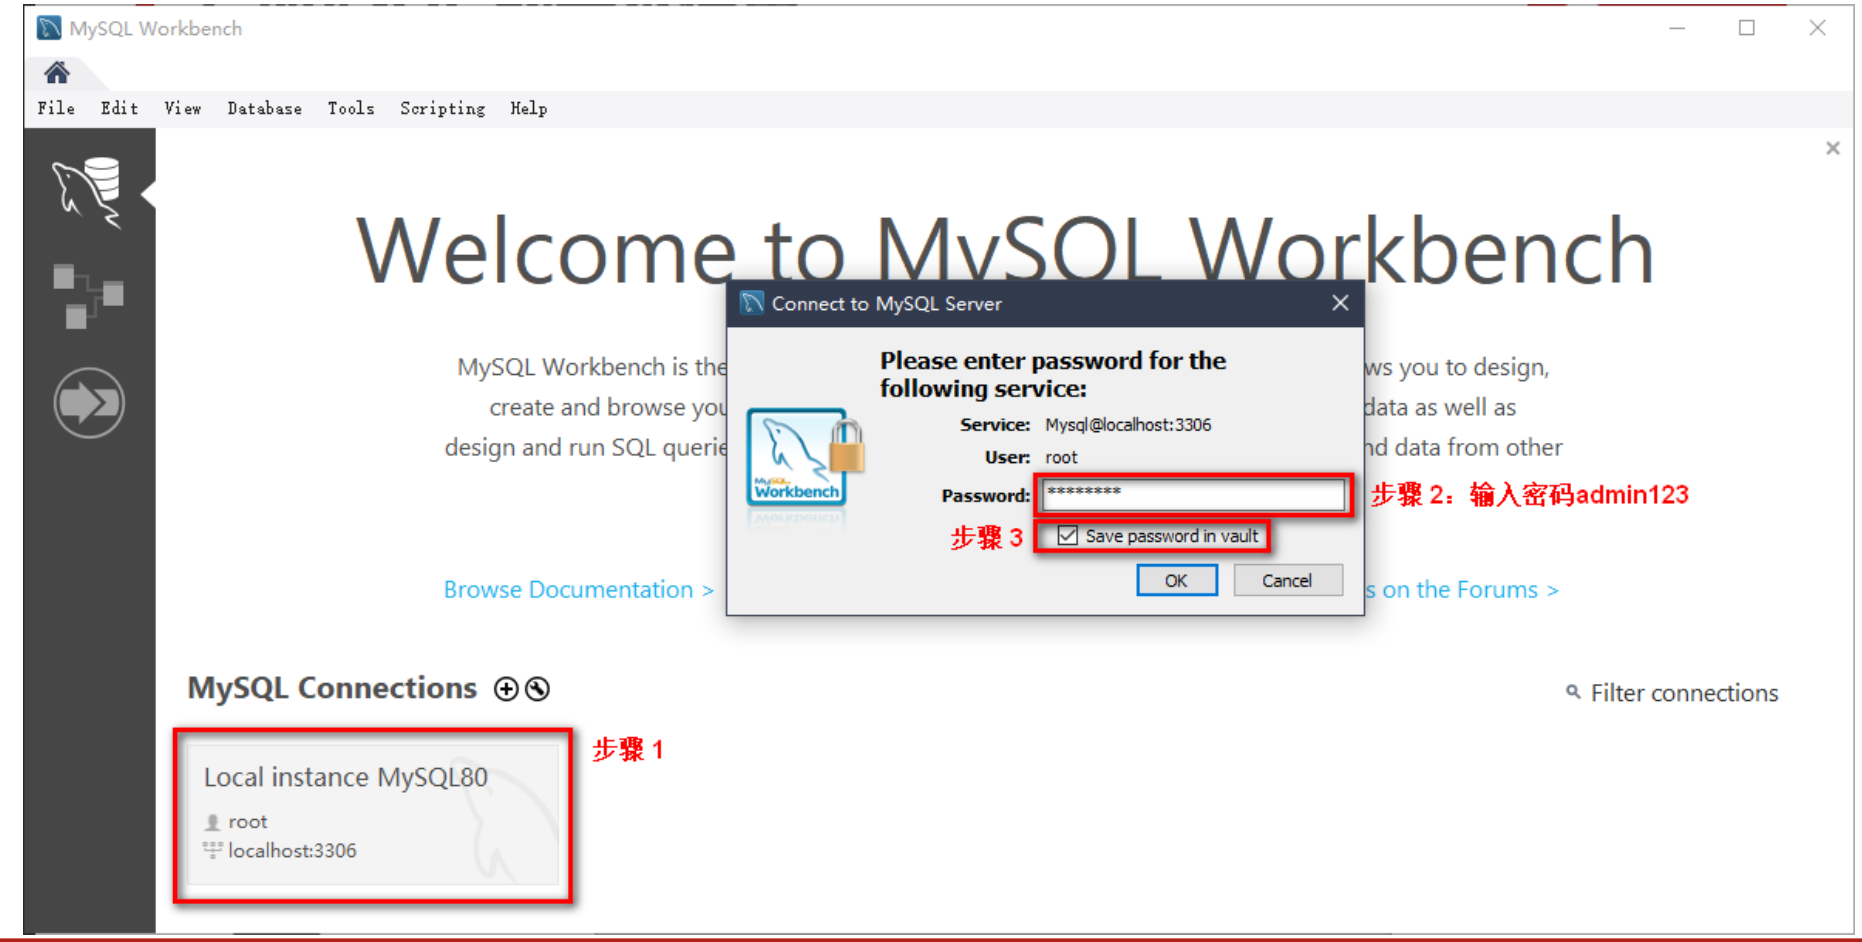 MySQL Workbench
File Edit View Database Tools Scripting Help
Welcome to MySQL Workbench
Connect to MySQL Server
Please enter password for the
following service:
Service: Mysql@localhost:3306
User: root
Password: ********
步骤 2：输入密码admin123
步骤 3
Save password in vault
OK Cancel
MySQL
Workbench
MySQL Workbench is the
ws you to design,
create and browse you
data as well as
design and run SQL querie
nd data from other
Browse Documentation >
s on the Forums >
MySQL Connections
Filter connections
步骤 1
Local instance MySQL80
root
localhost:3306